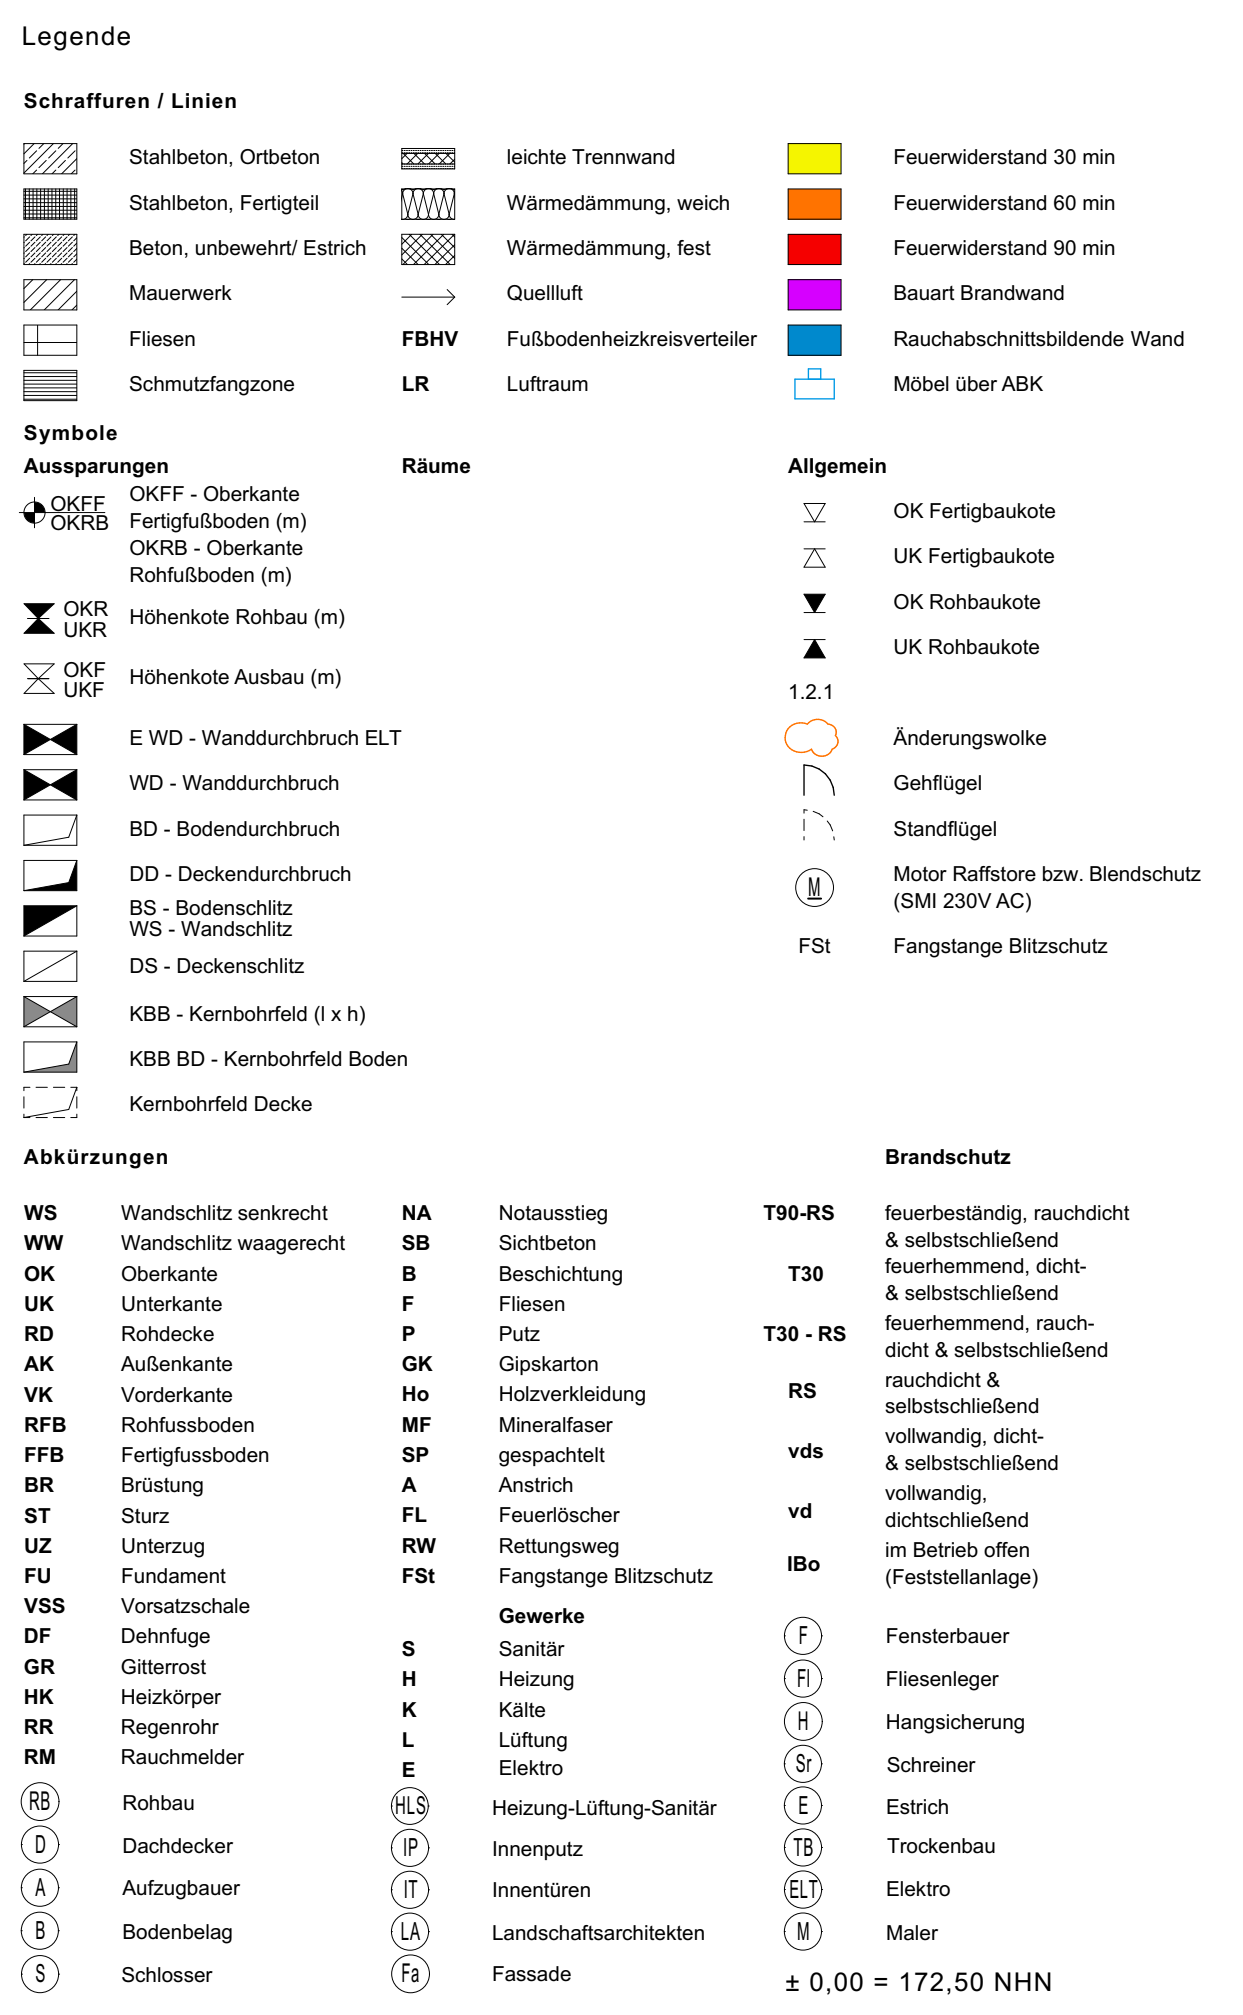 Legende
Schraffuren / Linien
Stahlbeton, Ortbeton
Stahlbeton, Fertigteil
Beton, unbewehrt/ Estrich
Mauerwerk
Fliesen
Schmutzfangzone
leichte Trennwand
Wärmedämmung, weich
Wärmedämmung, fest
Quellluft
FBHV Fußbodenheizkreisverteiler
LR Luftraum
Feuerwiderstand 30 min
Feuerwiderstand 60 min
Feuerwiderstand 90 min
Bauart Brandwand
Rauchabschnittsbildende Wand
Möbel über ABK
Symbole
Aussparungen
OKFF
OKRB
OKFF - Oberkante
Fertigfußboden (m)
OKRB - Oberkante
Rohfußboden (m)
OKR
UKR
Höhenkote Rohbau (m)
OKF
UKF
Höhenkote Ausbau (m)
E WD - Wanddurchbruch ELT
WD - Wanddurchbruch
BD - Bodendurchbruch
DD - Deckendurchbruch
BS - Bodenschlitz
WS - Wandschlitz
DS - Deckenschlitz
KBB - Kernbohrfeld (l x h)
KBB BD - Kernbohrfeld Boden
Kernbohrfeld Decke
Räume
Allgemein
OK Fertigbaukote
UK Fertigbaukote
OK Rohbaukote
UK Rohbaukote
1.2.1
Änderungswolke
Gehflügel
Standflügel
M Motor Raffstore bzw. Blendschutz
(SMI 230V AC)
FSt Fangstange Blitzschutz
Abkürzungen
WS Wandschlitz senkrecht
WW Wandschlitz waagerecht
OK Oberkante
UK Unterkante
RD Rohdecke
AK Außenkante
VK Vorderkante
RFB Rohfussboden
FFB Fertigfussboden
BR Brüstung
ST Sturz
UZ Unterzug
FU Fundament
VSS Vorsatzschale
DF Dehnfuge
GR Gitterrost
HK Heizkörper
RR Regenrohr
RM Rauchmelder
RB Rohbau
D Dachdecker
A Aufzugbauer
B Bodenbelag
S Schlosser
NA Notausstieg
SB Sichtbeton
B Beschichtung
F Fliesen
P Putz
GK Gipskarton
Ho Holzverkleidung
MF Mineralfaser
SP gespachtelt
A Anstrich
FL Feuerlöscher
RW Rettungsweg
FSt Fangstange Blitzschutz
Gewerke
S Sanitär
H Heizung
K Kälte
L Lüftung
E Elektro
HLS Heizung-Lüftung-Sanitär
IP Innenputz
IT Innentüren
LA Landschaftsarchitekten
Fa Fassade
Brandschutz
T90-RS feuerbeständig, rauchdicht
& selbstschließend
T30 feuerhemmend, dicht-
& selbstschließend
T30 - RS feuerhemmend, rauch-
dicht & selbstschließend
RS rauchdicht &
selbstschließend
vds vollwandig, dicht-
& selbstschließend
vd vollwandig,
dichtschließend
IBo im Betrieb offen
(Feststellanlage)
F Fensterbauer
Fl Fliesenleger
H Hangsicherung
Sr Schreiner
E Estrich
TB Trockenbau
ELT Elektro
M Maler
± 0,00 = 172,50 NHN